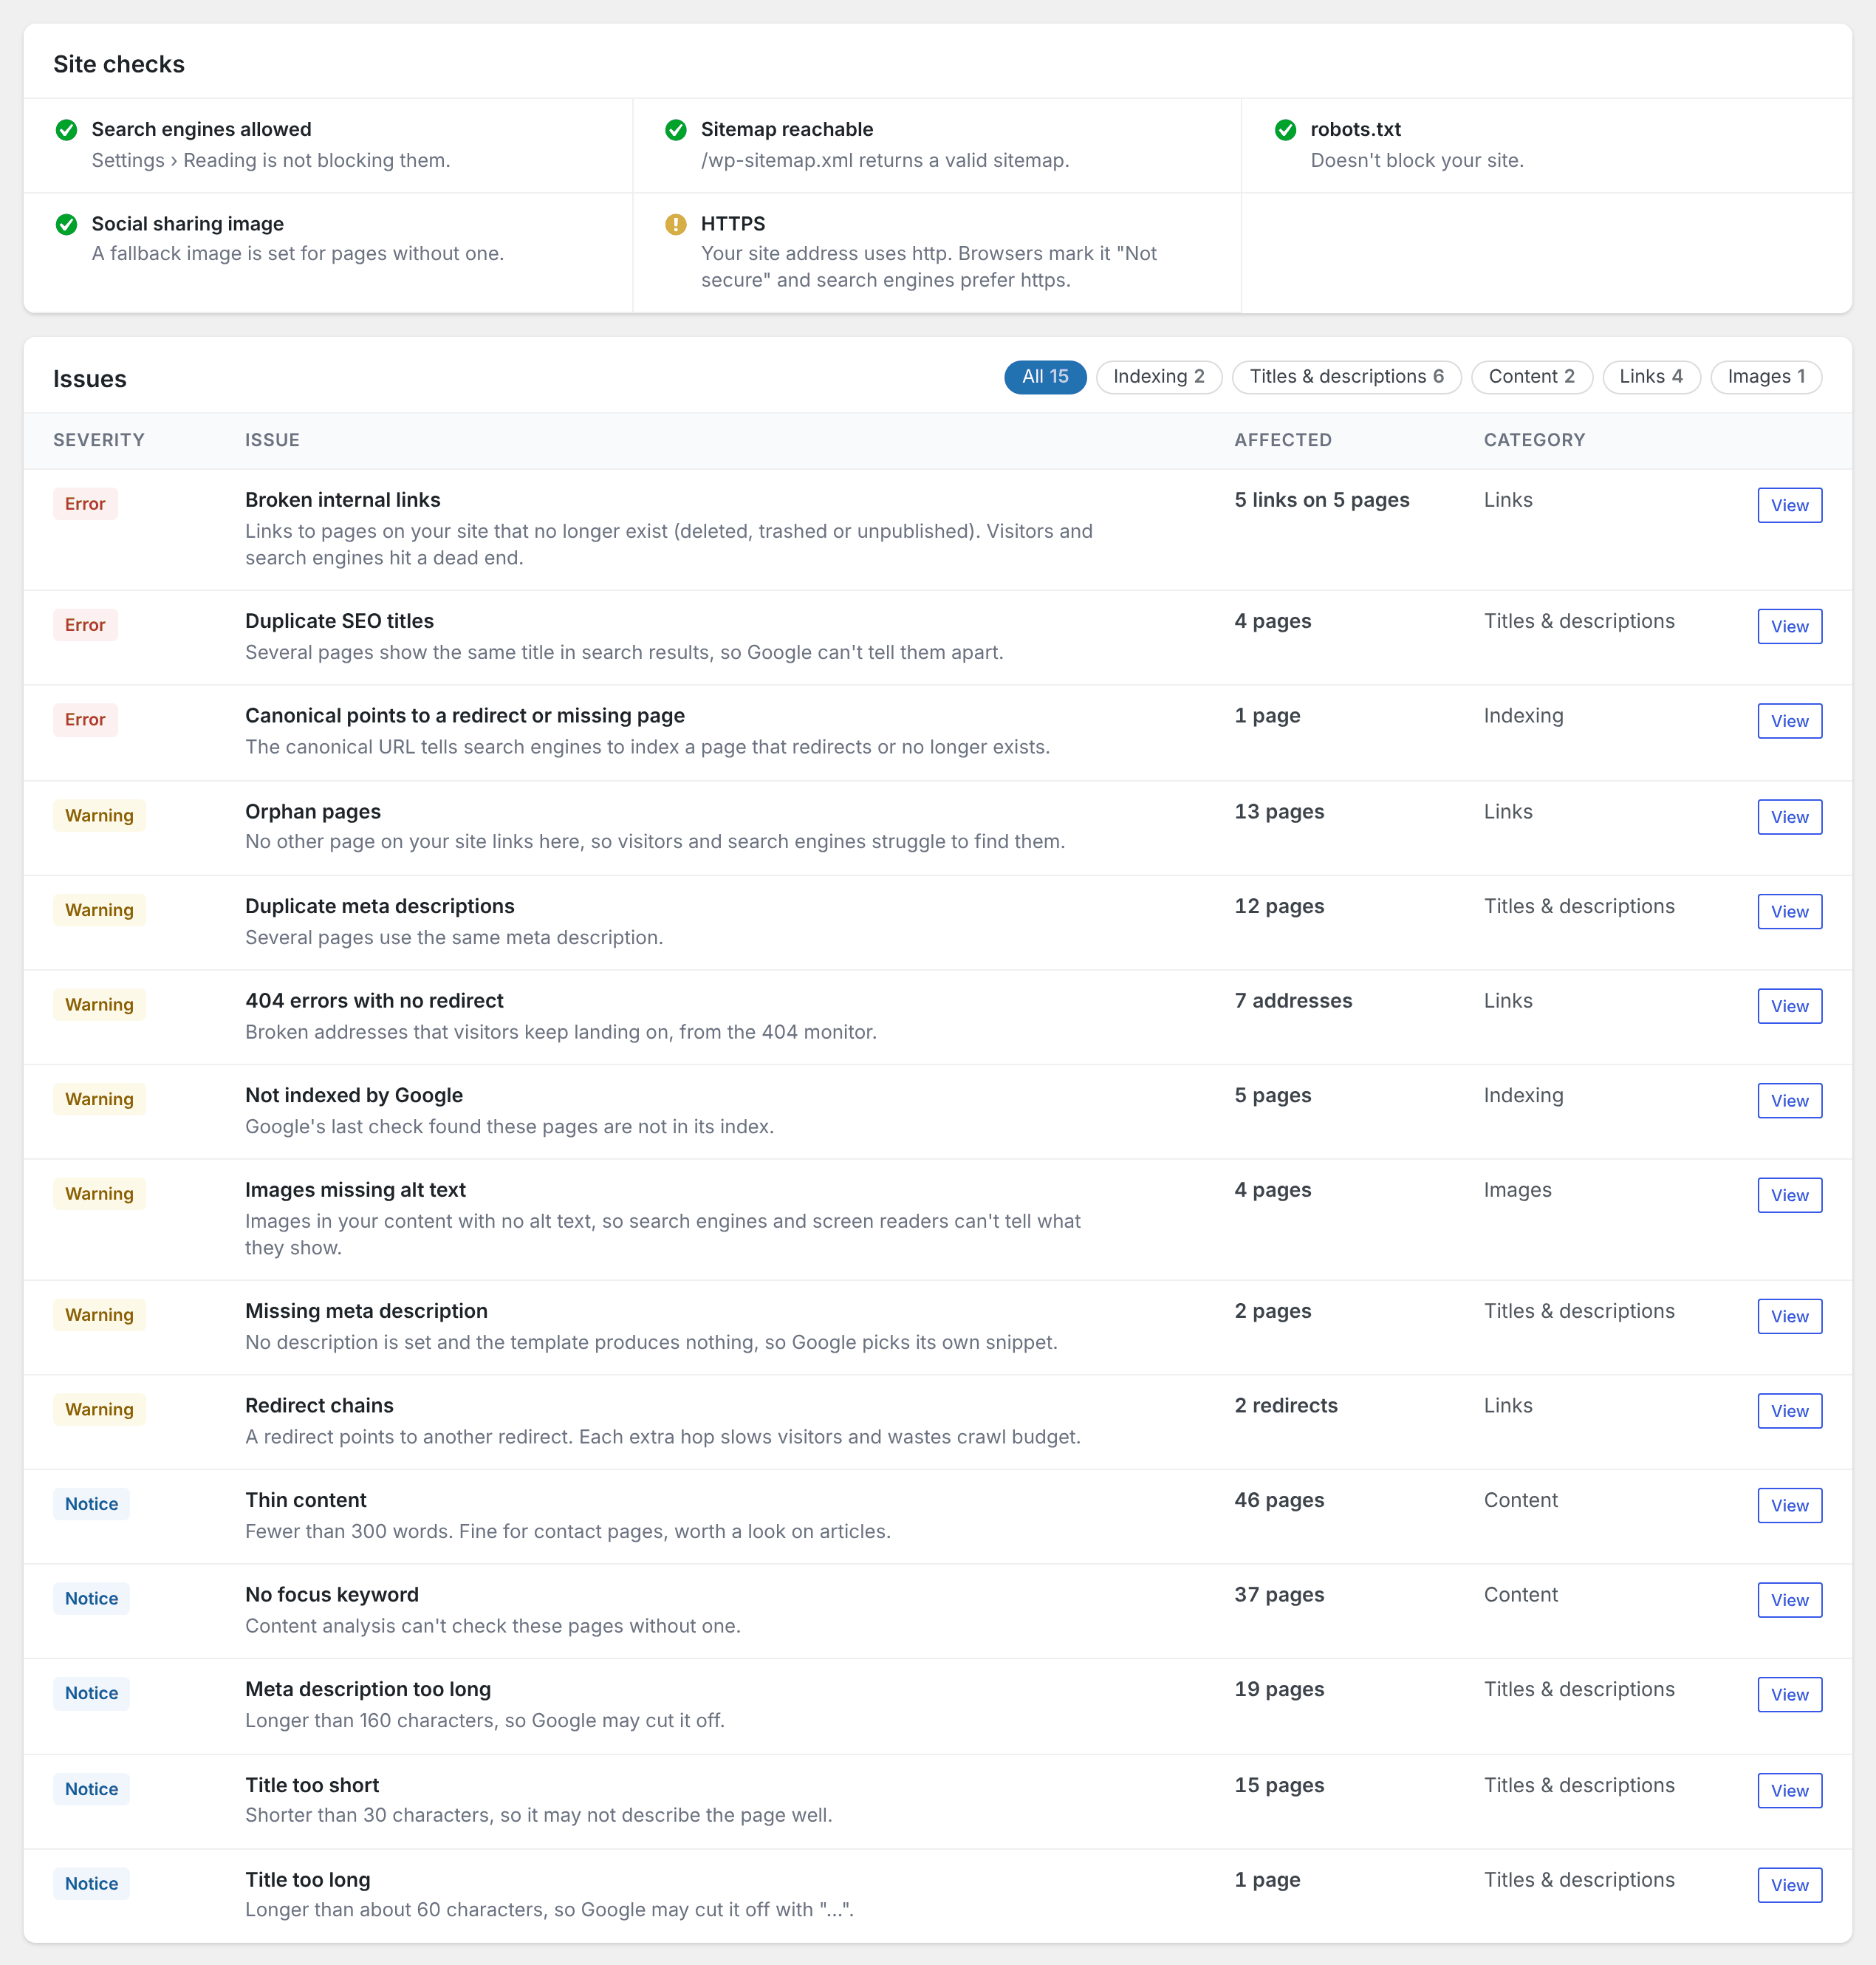 Site checks
Search engines allowed
Settings › Reading is not blocking them.
Sitemap reachable
/wp-sitemap.xml returns a valid sitemap.
robots.txt
Doesn't block your site.
Social sharing image
A fallback image is set for pages without one.
HTTPS
Your site address uses http. Browsers mark it "Not
secure" and search engines prefer https.
Issues
All 15
Indexing 2
Titles & descriptions 6
Content 2
Links 4
Images 1
SEVERITY ISSUE AFFECTED CATEGORY
Error Broken internal links 5 links on 5 pages Links View
Links to pages on your site that no longer exist (deleted, trashed or unpublished). Visitors and
search engines hit a dead end.
Error Duplicate SEO titles 4 pages Titles & descriptions View
Several pages show the same title in search results, so Google can't tell them apart.
Error Canonical points to a redirect or missing page 1 page Indexing View
The canonical URL tells search engines to index a page that redirects or no longer exists.
Warning Orphan pages 13 pages Links View
No other page on your site links here, so visitors and search engines struggle to find them.
Warning Duplicate meta descriptions 12 pages Titles & descriptions View
Several pages use the same meta description.
Warning 404 errors with no redirect 7 addresses Links View
Broken addresses that visitors keep landing on, from the 404 monitor.
Warning Not indexed by Google 5 pages Indexing View
Google's last check found these pages are not in its index.
Warning Images missing alt text 4 pages Images View
Images in your content with no alt text, so search engines and screen readers can't tell what
they show.
Warning Missing meta description 2 pages Titles & descriptions View
No description is set and the template produces nothing, so Google picks its own snippet.
Warning Redirect chains 2 redirects Links View
A redirect points to another redirect. Each extra hop slows visitors and wastes crawl budget.
Notice Thin content 46 pages Content View
Fewer than 300 words. Fine for contact pages, worth a look on articles.
Notice No focus keyword 37 pages Content View
Content analysis can't check these pages without one.
Notice Meta description too long 19 pages Titles & descriptions View
Longer than 160 characters, so Google may cut it off.
Notice Title too short 15 pages Titles & descriptions View
Shorter than 30 characters, so it may not describe the page well.
Notice Title too long 1 page Titles & descriptions View
Longer than about 60 characters, so Google may cut it off with "...".